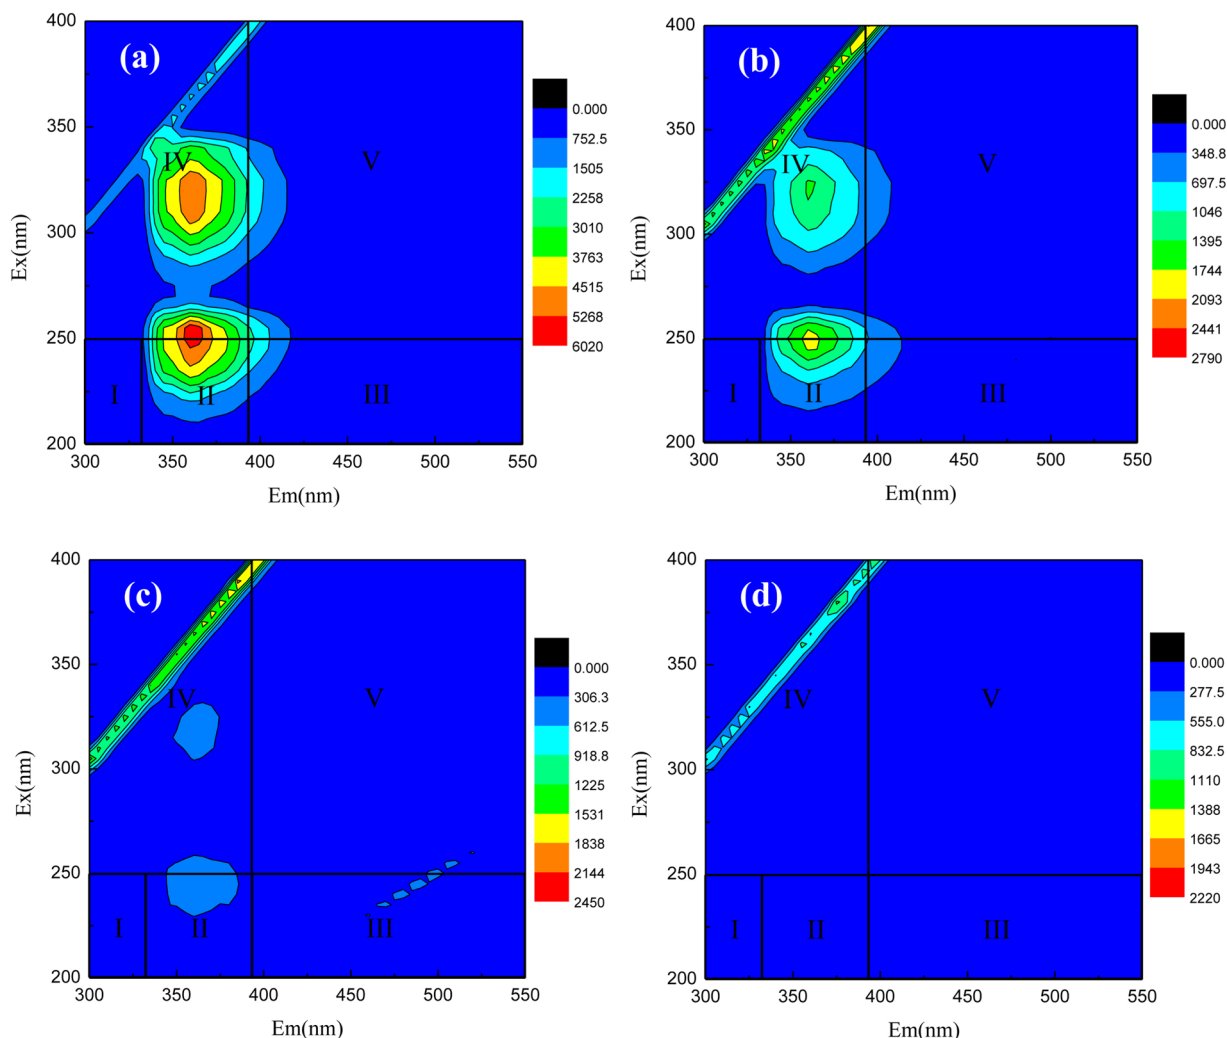 (a)
400
350
300
250
200
Ex(nm)
300 350 400 450 500 550
Em(nm)
I II III IV V
0.000
752.5
1505
2258
3010
3763
4515
5268
6020
(b)
400
350
300
250
200
Ex(nm)
300 350 400 450 500 550
Em(nm)
I II III IV V
0.000
348.8
697.5
1046
1395
1744
2093
2441
2790
(c)
400
350
300
250
200
Ex(nm)
300 350 400 450 500 550
Em(nm)
I II III IV V
0.000
306.3
612.5
918.8
1225
1531
1838
2144
2450
(d)
400
350
300
250
200
Ex(nm)
300 350 400 450 500 550
Em(nm)
I II III IV V
0.000
277.5
555.0
832.5
1110
1388
1665
1943
2220